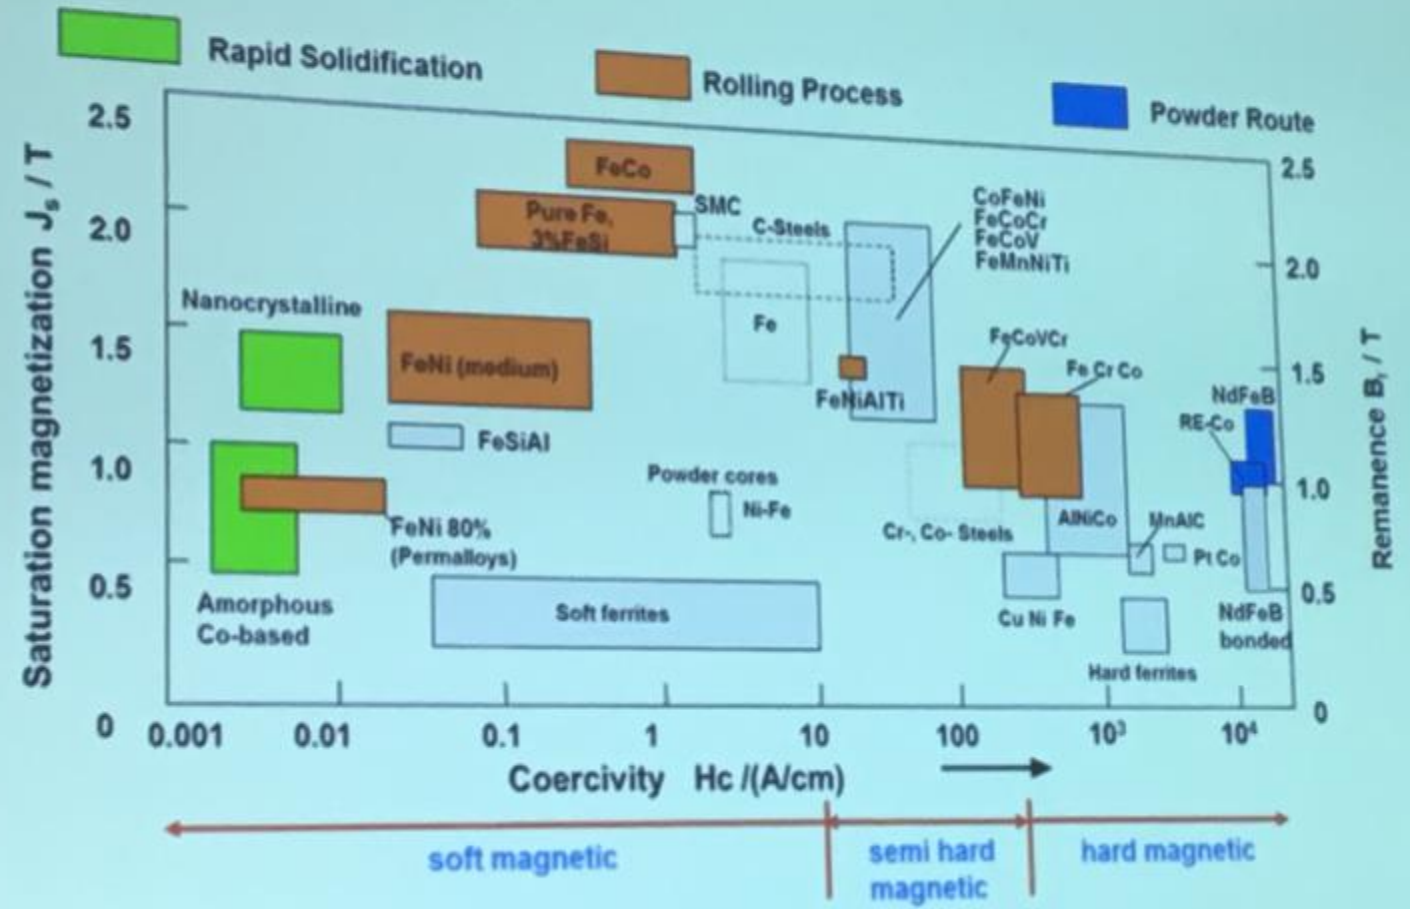 Rapid Solidification
Rolling Process
Powder Route
2.5
2.0
1.5
1.0
0.5
0
Saturation magnetization Js / T
2.5
2.0
1.5
1.0
0.5
0
Remanence Br / T
FeCo
Pure Fe,
3%FeSi
SMC
C-Steels
CoFeNi
FeCoCr
FeCoV
FeMnNiTi
Nanocrystalline
FeNi (medium)
Fe
FeCoVCr
Fe Cr Co
FeNiAlTi
NdFeB
RE-Co
FeSiAl
Powder cores
Ni-Fe
FeNi 80%
(Permalloys)
Cr-, Co- Steels
AlNiCo
MnAlC
Pt Co
Amorphous
Co-based
Soft ferrites
Cu Ni Fe
NdFeB
bonded
Hard ferrites
0.001 0.01 0.1 1 10 100 10³ 10⁴
Coercivity Hc /(A/cm)
soft magnetic
semi hard
magnetic
hard magnetic